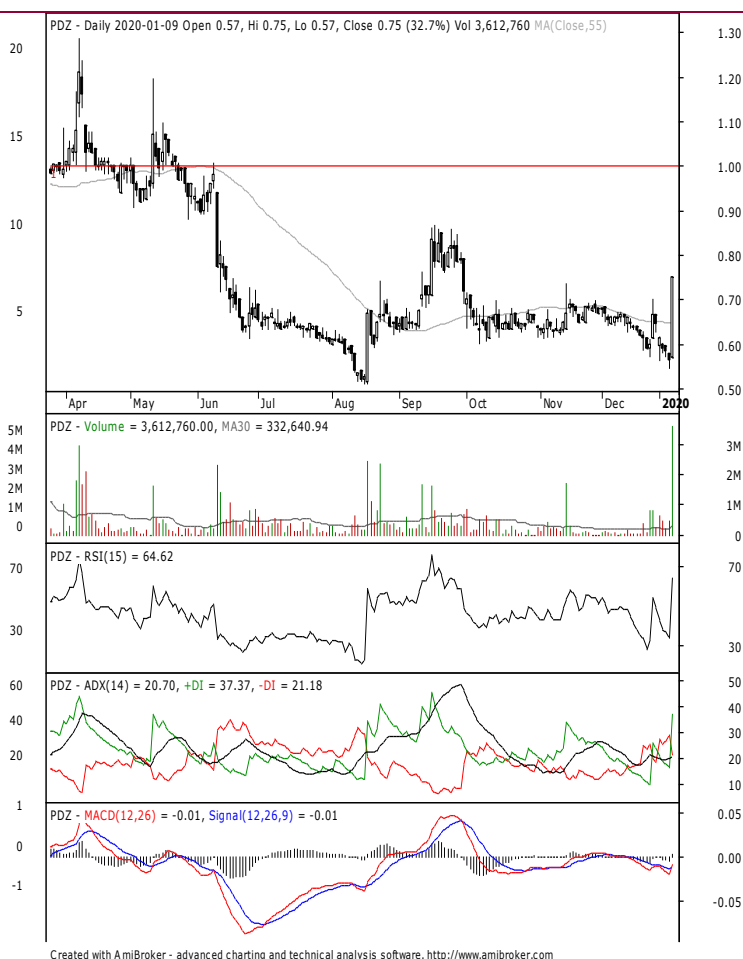 PDZ - Daily 2020-01-09 Open 0.57, Hi 0.75, Lo 0.57, Close 0.75 (32.7%) Vol 3,612,760 MA(Close,55)
20
15
10
5
1.30
1.20
1.10
1.00
0.90
0.80
0.70
0.60
0.50
Apr May Jun Jul Aug Sep Oct Nov Dec 2020
PDZ - Volume = 3,612,760.00, MA30 = 332,640.94
5M
4M
3M
2M
1M
0
3M
2M
1M
0
PDZ - RSI(15) = 64.62
70
30
70
30
PDZ - ADX(14) = 20.70, +DI = 37.37, -DI = 21.18
60
40
20
50
40
30
20
10
PDZ - MACD(12,26) = -0.01, Signal(12,26,9) = -0.01
1
0
-1
0.05
0.00
-0.05
Created with AmiBroker - advanced charting and technical analysis software. http://www.amibroker.com